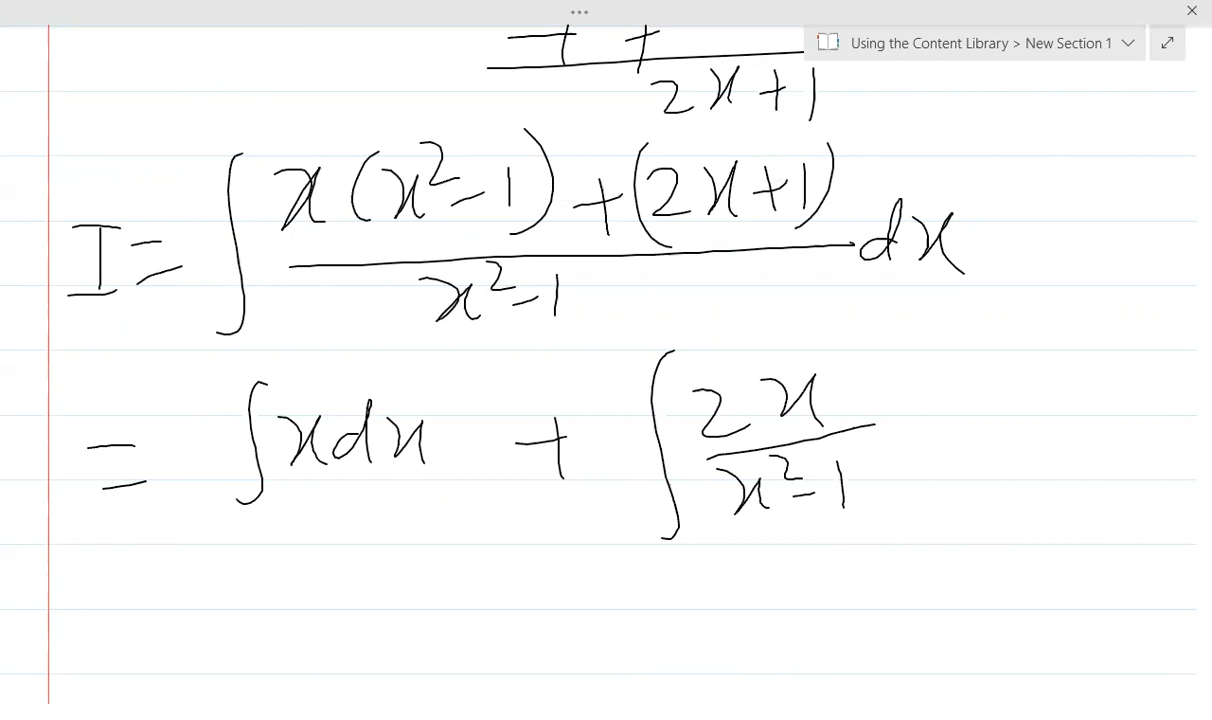 Using the Content Library > New Section 1
2x+1
I = ∫ (x(x²-1)+(2x+1))/(x²-1) dx
= ∫ x dx + ∫ 2x/(x²-1)